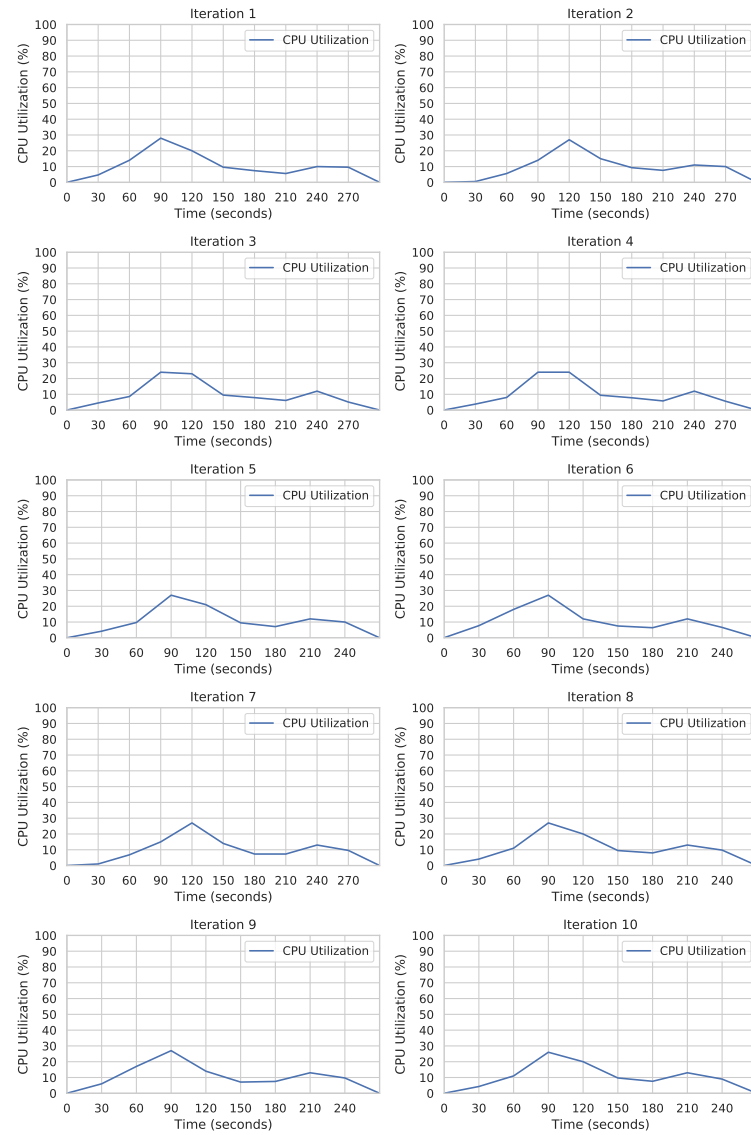 Iteration 1
CPU Utilization (%)
100
90
80
70
60
50
40
30
20
10
0
CPU Utilization
0 30 60 90 120 150 180 210 240 270
Time (seconds)
Iteration 2
CPU Utilization (%)
100
90
80
70
60
50
40
30
20
10
0
CPU Utilization
0 30 60 90 120 150 180 210 240 270
Time (seconds)
Iteration 3
CPU Utilization (%)
100
90
80
70
60
50
40
30
20
10
0
CPU Utilization
0 30 60 90 120 150 180 210 240 270
Time (seconds)
Iteration 4
CPU Utilization (%)
100
90
80
70
60
50
40
30
20
10
0
CPU Utilization
0 30 60 90 120 150 180 210 240 270
Time (seconds)
Iteration 5
CPU Utilization (%)
100
90
80
70
60
50
40
30
20
10
0
CPU Utilization
0 30 60 90 120 150 180 210 240
Time (seconds)
Iteration 6
CPU Utilization (%)
100
90
80
70
60
50
40
30
20
10
0
CPU Utilization
0 30 60 90 120 150 180 210 240
Time (seconds)
Iteration 7
CPU Utilization (%)
100
90
80
70
60
50
40
30
20
10
0
CPU Utilization
0 30 60 90 120 150 180 210 240 270
Time (seconds)
Iteration 8
CPU Utilization (%)
100
90
80
70
60
50
40
30
20
10
0
CPU Utilization
0 30 60 90 120 150 180 210 240
Time (seconds)
Iteration 9
CPU Utilization (%)
100
90
80
70
60
50
40
30
20
10
0
CPU Utilization
0 30 60 90 120 150 180 210 240
Time (seconds)
Iteration 10
CPU Utilization (%)
100
90
80
70
60
50
40
30
20
10
0
CPU Utilization
0 30 60 90 120 150 180 210 240
Time (seconds)